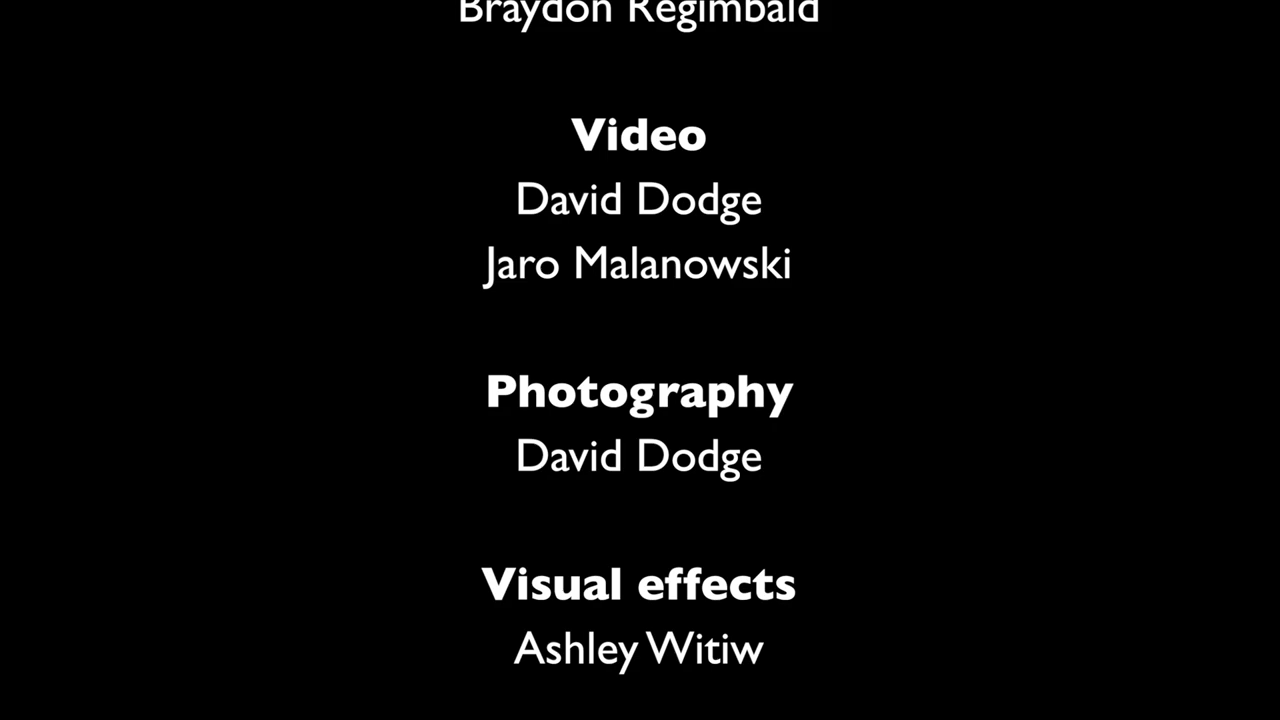 Braydon Regimbald
Video
David Dodge
Jaro Malanowski
Photography
David Dodge
Visual effects
Ashley Witiw